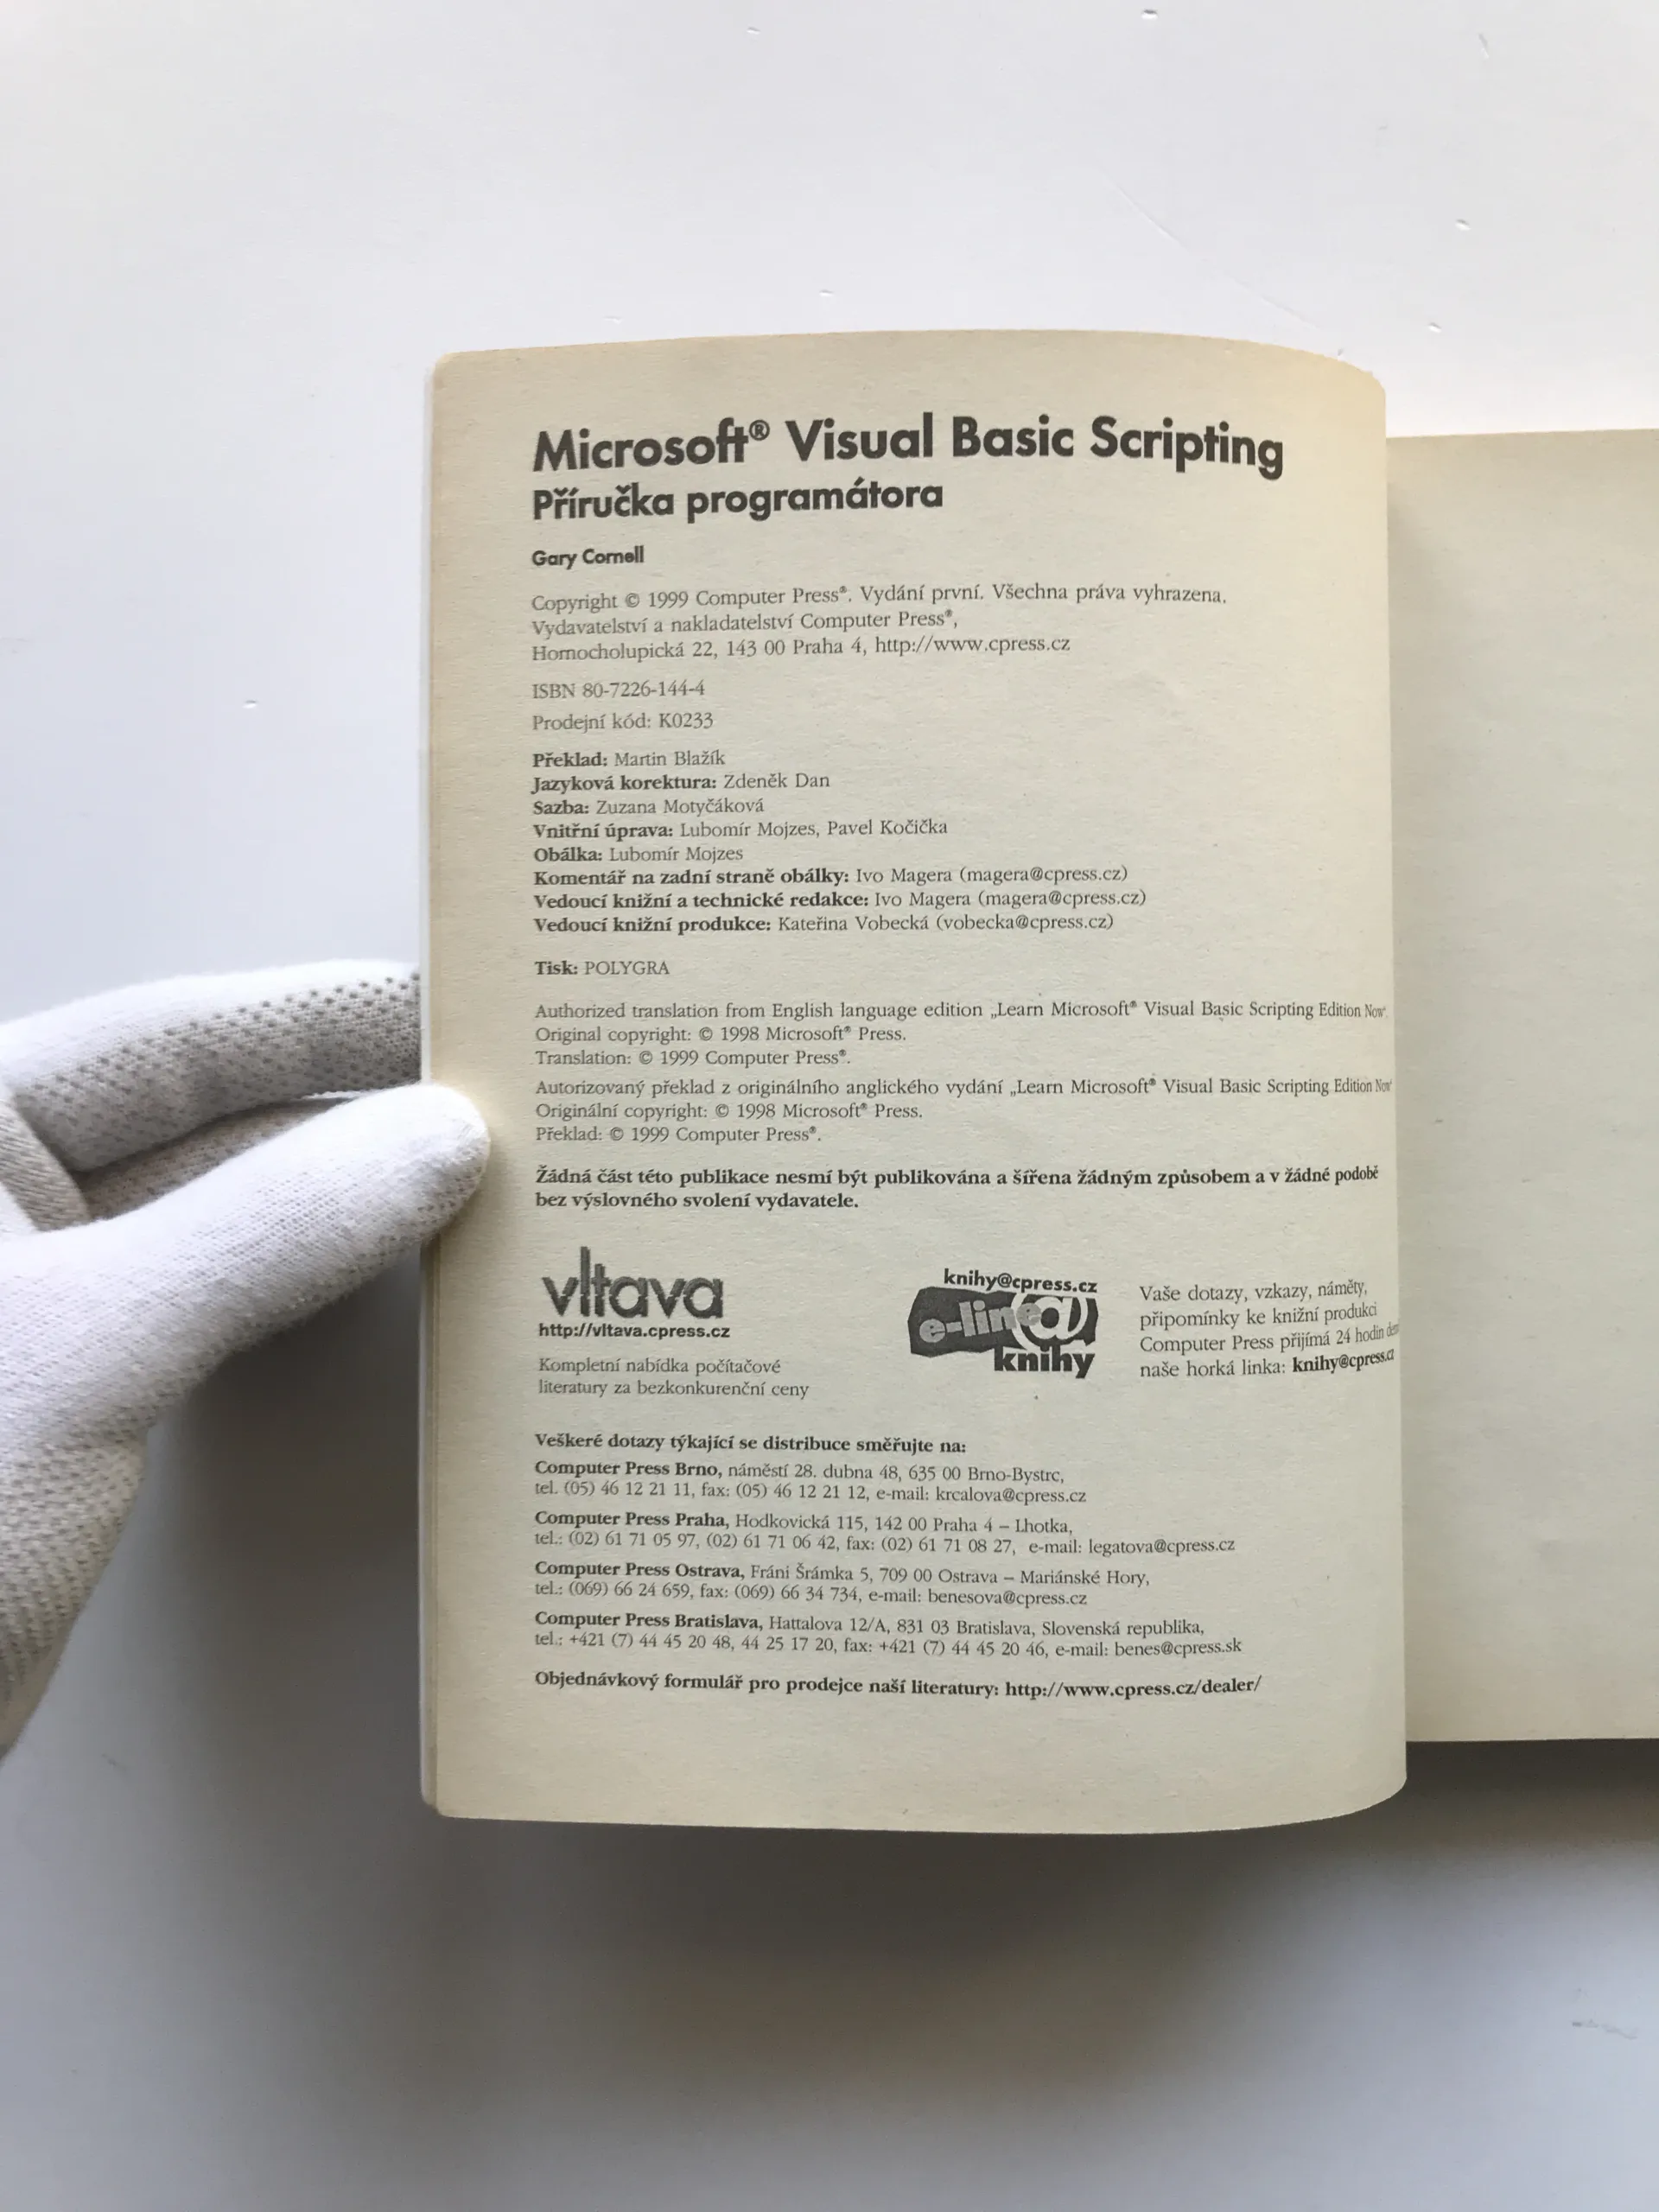 Microsoft® Visual Basic Scripting
Příručka programátora
Gary Cornell
Copyright © 1999 Computer Press®. Vydání první. Všechna práva vyhrazena.
Vydavatelství a nakladatelství Computer Press®,
Hornocholupická 22, 143 00 Praha 4, http://www.cpress.cz
ISBN 80-7226-144-4
Prodejní kód: K0233
Překlad: Martin Blažík
Jazyková korektura: Zdeněk Dan
Sazba: Zuzana Motyčáková
Vnitřní úprava: Lubomír Mojzes, Pavel Kočička
Obálka: Lubomír Mojzes
Komentář na zadní straně obálky: Ivo Magera (magera@cpress.cz)
Vedoucí knižní a technické redakce: Ivo Magera (magera@cpress.cz)
Vedoucí knižní produkce: Kateřina Vobecká (vobecka@cpress.cz)
Tisk: POLYGRA
Authorized translation from English language edition „Learn Microsoft® Visual Basic Scripting Edition Now“.
Original copyright: © 1998 Microsoft® Press.
Translation: © 1999 Computer Press®.
Autorizovaný překlad z originálního anglického vydání „Learn Microsoft® Visual Basic Scripting Edition Now“
Originální copyright: © 1998 Microsoft® Press.
Překlad: © 1999 Computer Press®.
Žádná část této publikace nesmí být publikována a šířena žádným způsobem a v žádné podobě
bez výslovného svolení vydavatele.
vltava
http://vltava.cpress.cz
Kompletní nabídka počítačové
literatury za bezkonkurenční ceny
knihy@cpress.cz
e-line@
knihy
Vaše dotazy, vzkazy, náměty,
připomínky ke knižní produkci
Computer Press přijímá 24 hodin
naše horká linka: knihy@cpress.cz
Veškeré dotazy týkající se distribuce směřujte na:
Computer Press Brno, náměstí 28. dubna 48, 635 00 Brno-Bystrc,
tel. (05) 46 12 21 11, fax: (05) 46 12 21 12, e-mail: krcalova@cpress.cz
Computer Press Praha, Hodkovická 115, 142 00 Praha 4 – Lhotka,
tel.: (02) 61 71 05 97, (02) 61 71 06 42, fax: (02) 61 71 08 27, e-mail: legatova@cpress.cz
Computer Press Ostrava, Fráni Šrámka 5, 709 00 Ostrava – Mariánské Hory,
tel.: (069) 66 24 659, fax: (069) 66 34 734, e-mail: benesova@cpress.cz
Computer Press Bratislava, Hattalova 12/A, 831 03 Bratislava, Slovenská republika,
tel.: +421 (7) 44 45 20 48, 44 25 17 20, fax: +421 (7) 44 45 20 46, e-mail: benes@cpress.sk
Objednávkový formulář pro prodejce naší literatury: http://www.cpress.cz/dealer/